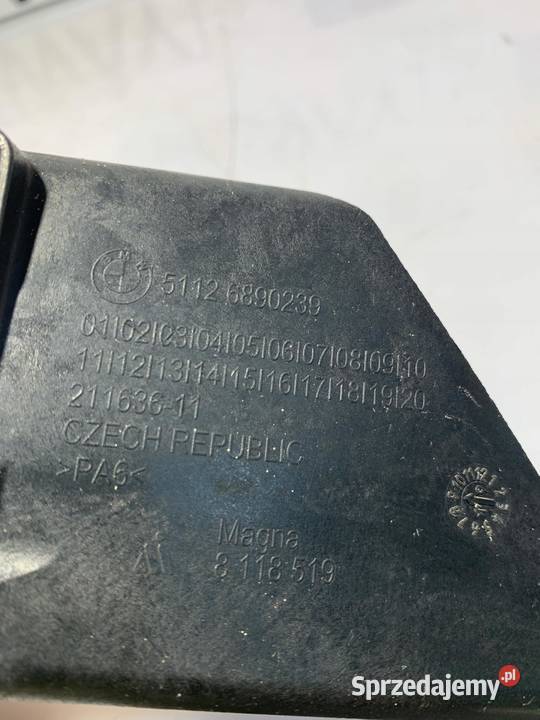 5112 6890239
01|02|03|04|05|06|07|08|09|10
11|12|13|14|15|16|17|18|19|20
211636-11
CZECH REPUBLIC
>PA6<
Magna
8 118 519
Sprzedajemy.pl